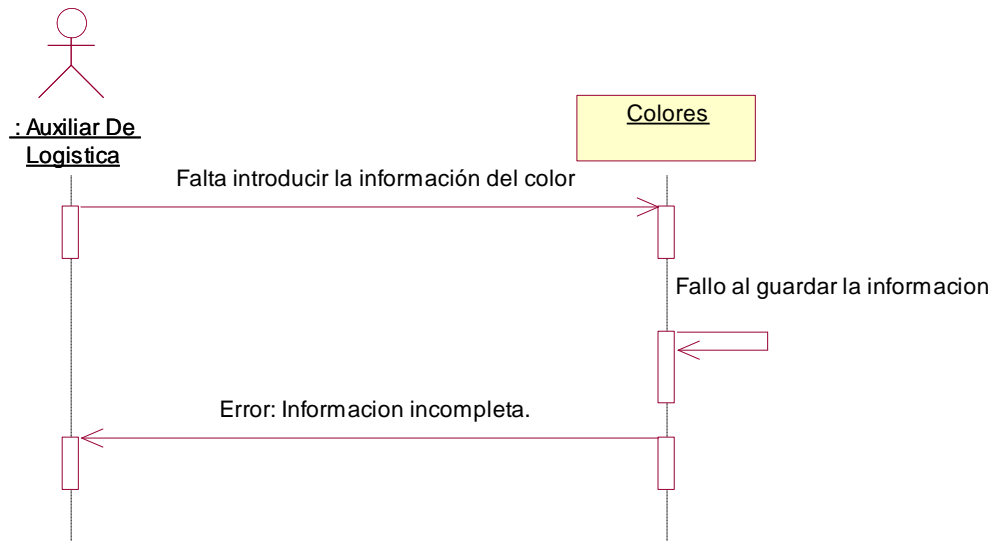 : Auxiliar De
Logistica
Colores
Falta introducir la información del color
Fallo al guardar la informacion
Error: Informacion incompleta.